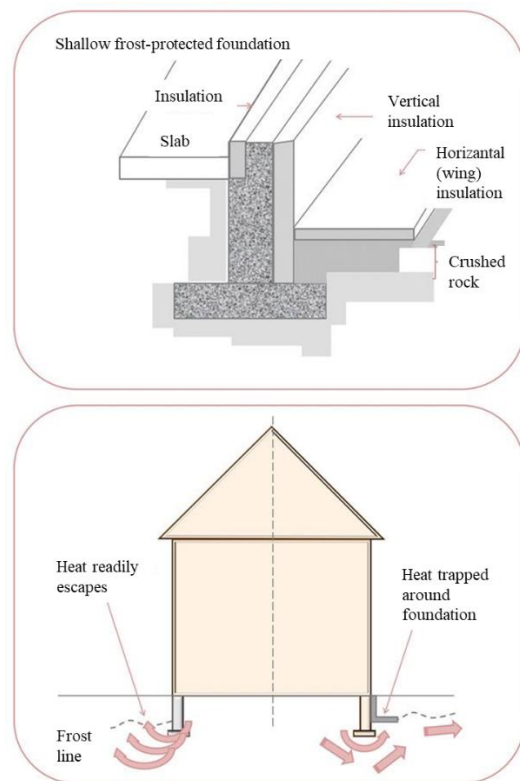 Shallow frost-protected foundation
Insulation
Slab
Vertical
insulation
Horizantal
(wing)
insulation
Crushed
rock
Heat readily
escapes
Heat trapped
around
foundation
Frost
line